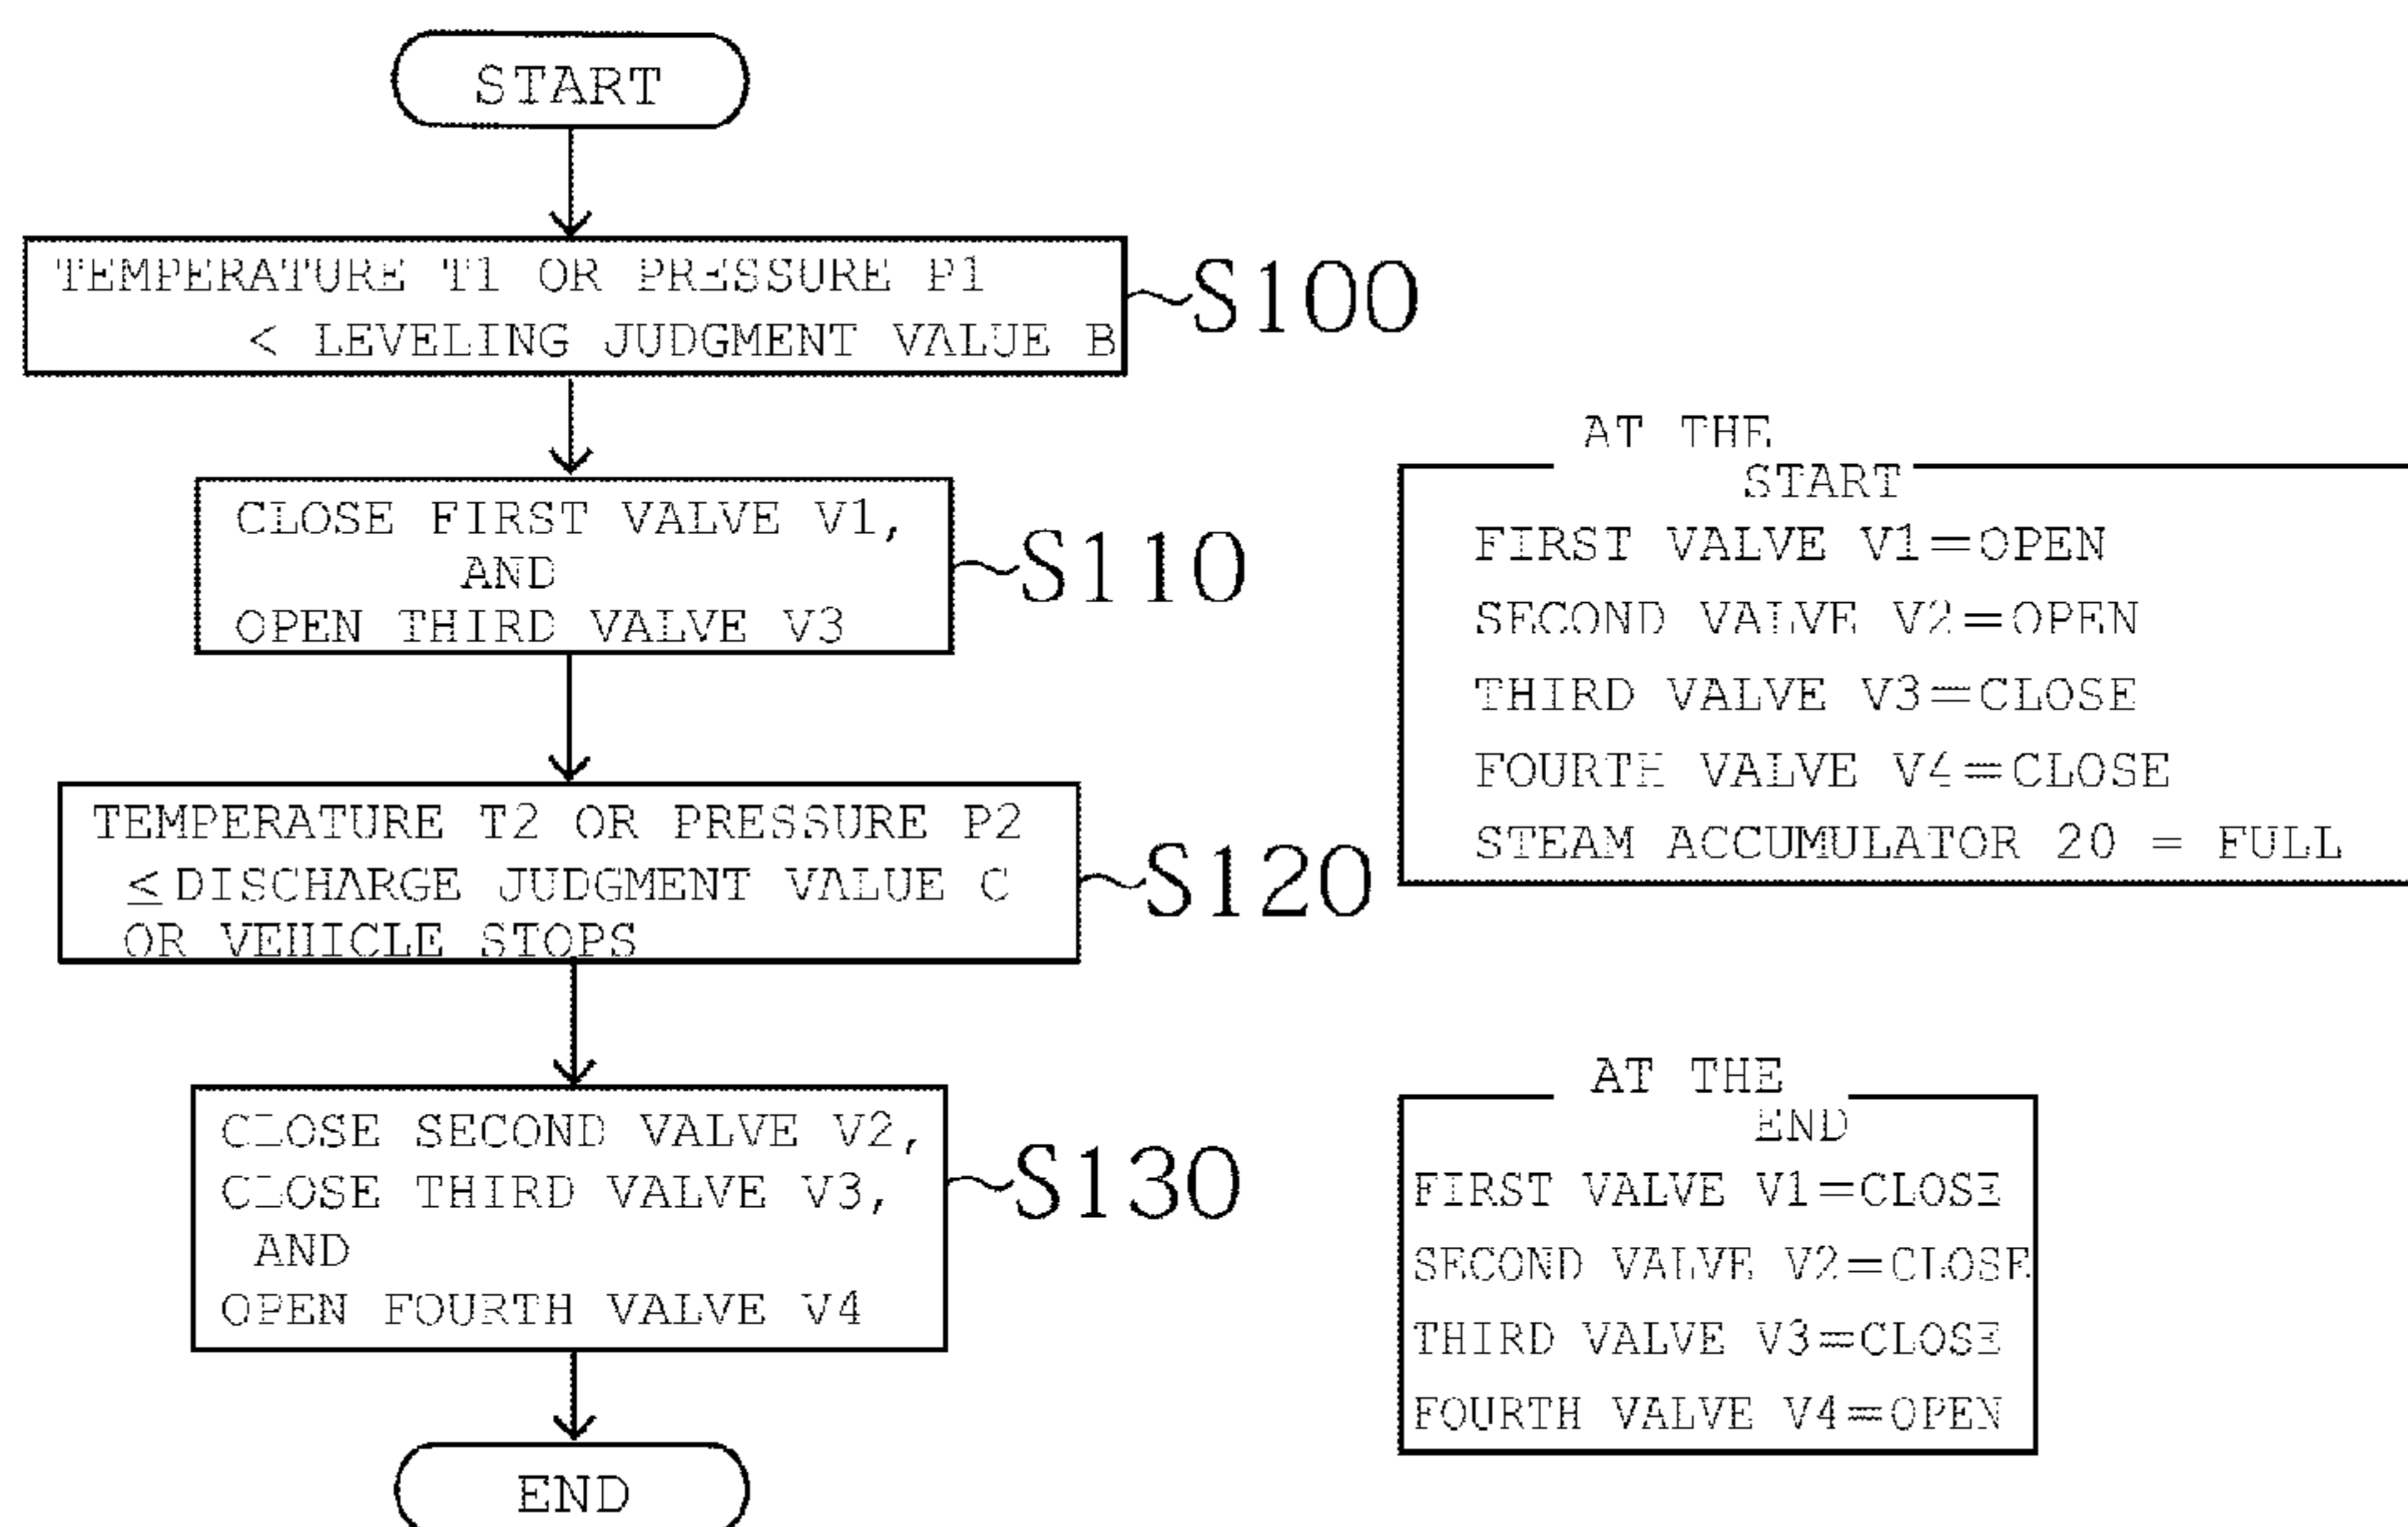 START
TEMPERATURE T1 OR PRESSURE P1
< LEVELING JUDGMENT VALUE B
S100
CLOSE FIRST VALVE V1,
AND
OPEN THIRD VALVE V3
S110
TEMPERATURE T2 OR PRESSURE P2
≤ DISCHARGE JUDGMENT VALUE C
OR VEHICLE STOPS
S120
CLOSE SECOND VALVE V2,
CLOSE THIRD VALVE V3,
AND
OPEN FOURTH VALVE V4
S130
END
AT THE
START
FIRST VALVE V1=OPEN
SECOND VALVE V2=OPEN
THIRD VALVE V3=CLOSE
FOURTH VALVE V4=CLOSE
STEAM ACCUMULATOR 20 = FULL
AT THE
END
FIRST VALVE V1=CLOSE
SECOND VALVE V2=CLOSE
THIRD VALVE V3=CLOSE
FOURTH VALVE V4=OPEN